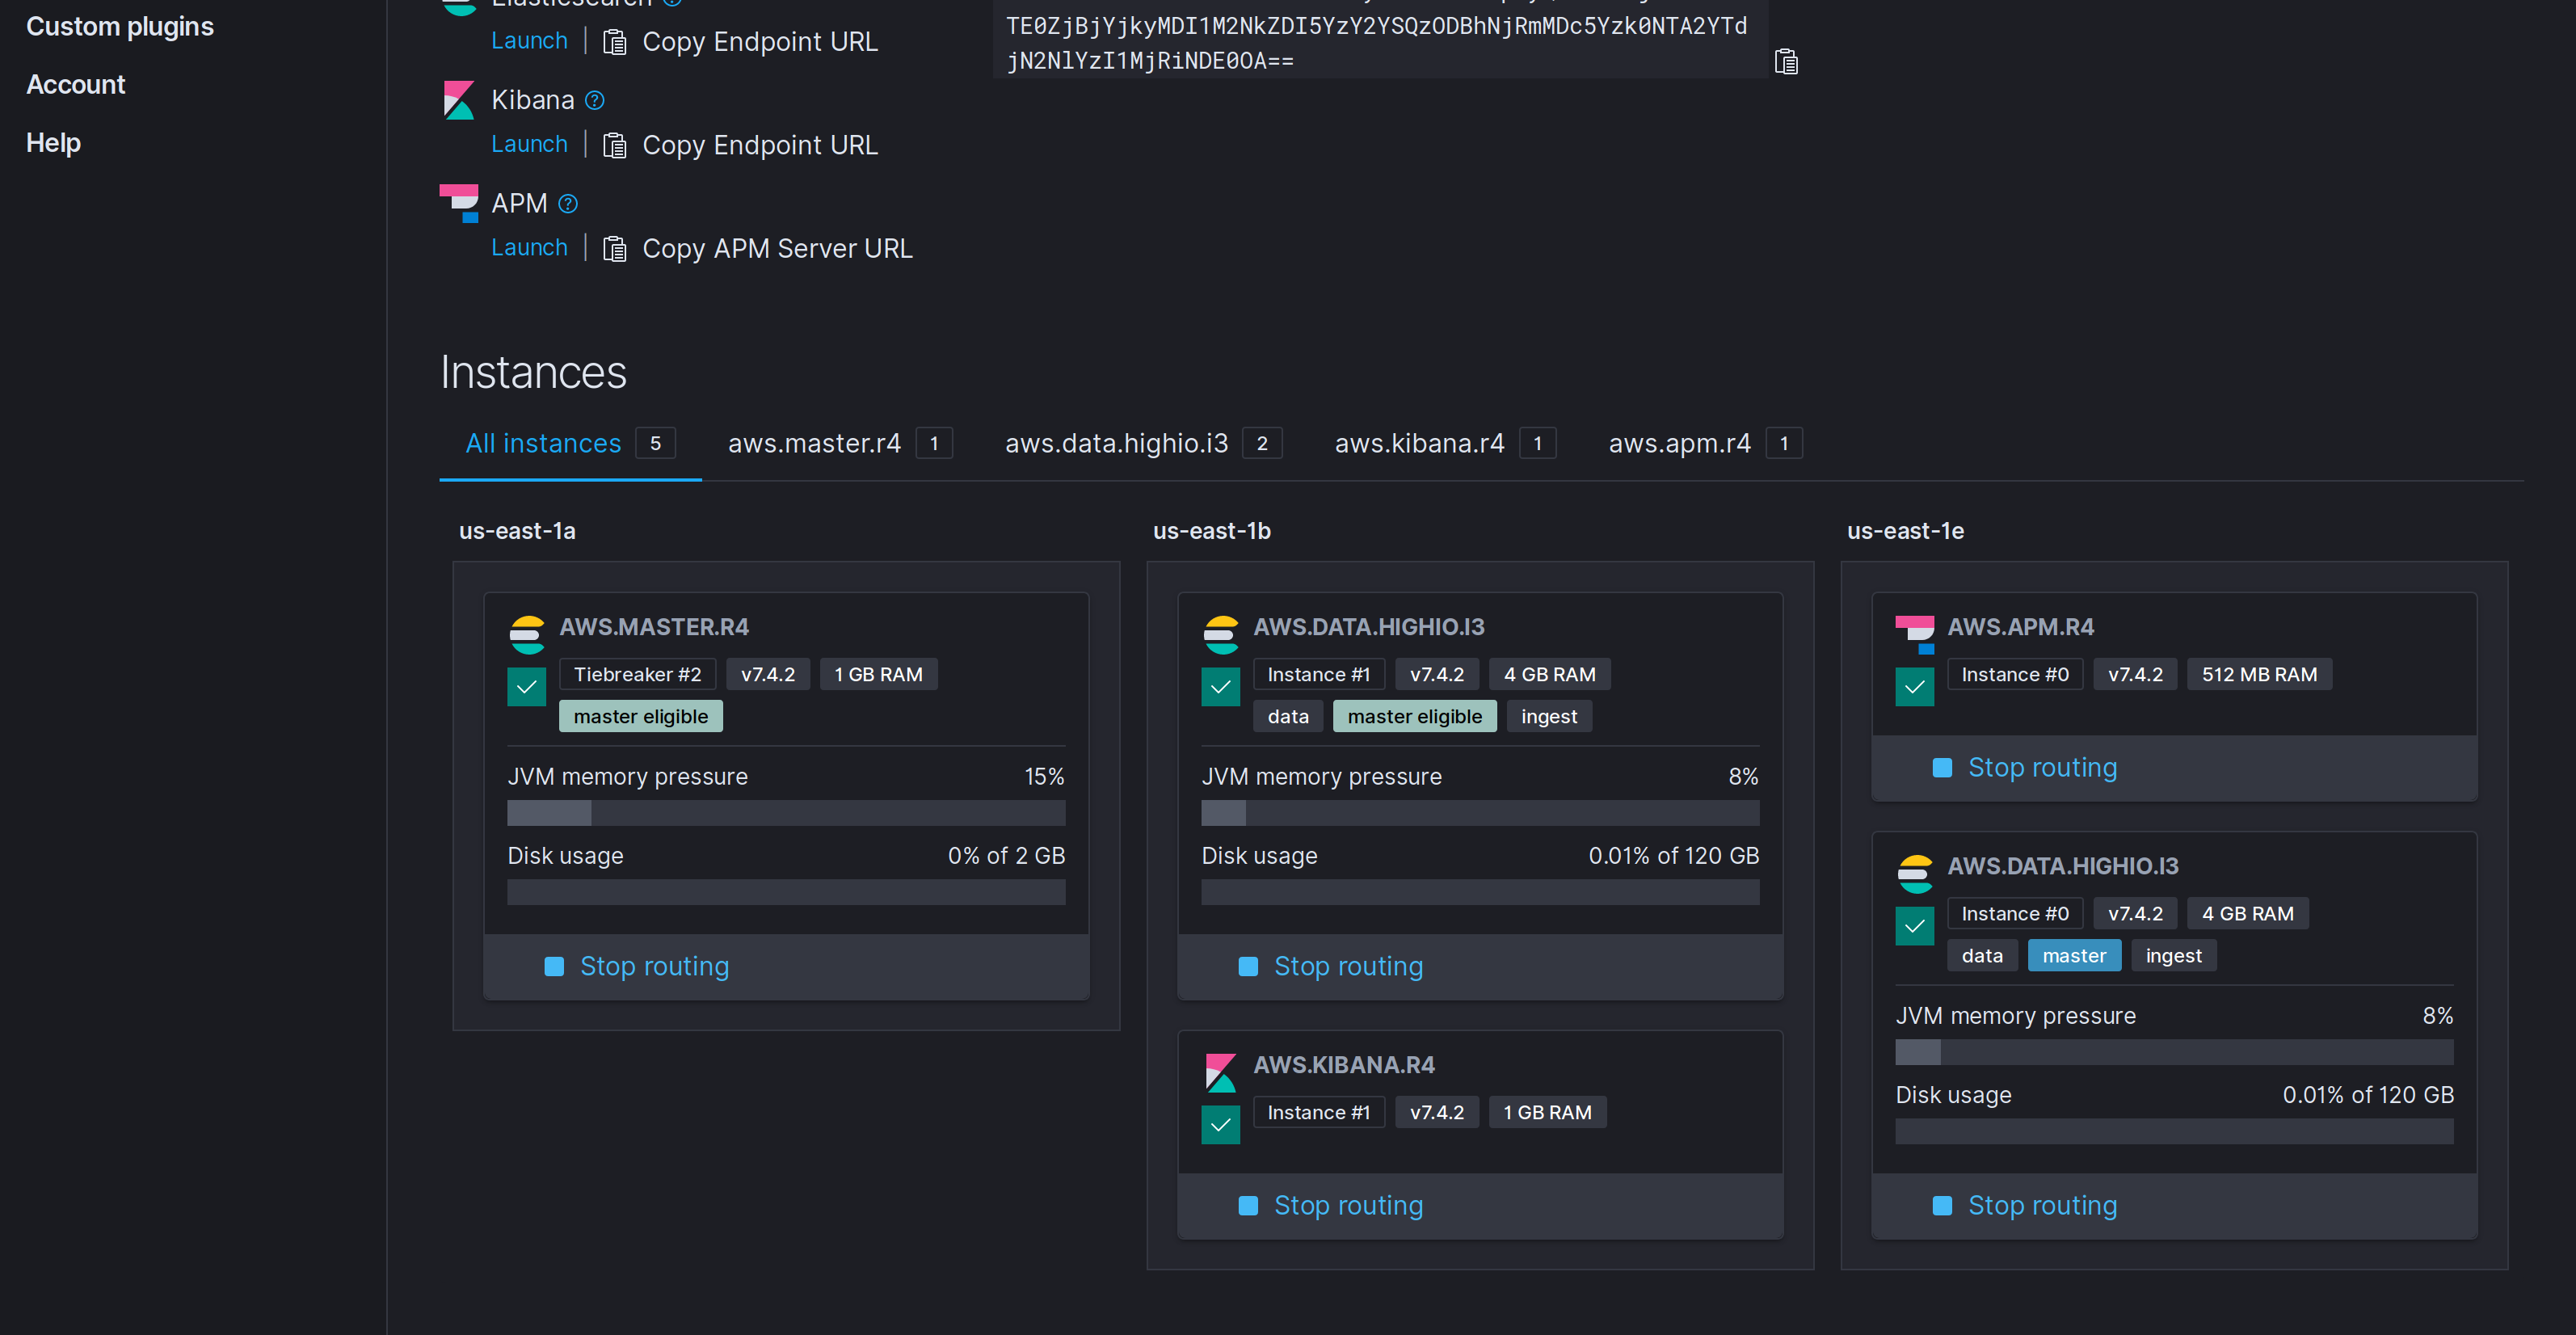 Custom plugins
Account
Help
Elasticsearch
Launch | Copy Endpoint URL
TE0ZjBjYjkyMDI1M2NkZDI5YzY2YSQzODBhNjRmMDc5Yzk0NTA2YTd
jN2NlYzI1MjRiNDE0OA==
Kibana ?
Launch | Copy Endpoint URL
APM ?
Launch | Copy APM Server URL
Instances
All instances 5 aws.master.r4 1 aws.data.highio.i3 2 aws.kibana.r4 1 aws.apm.r4 1
us-east-1a
AWS.MASTER.R4
Tiebreaker #2 v7.4.2 1 GB RAM
master eligible
JVM memory pressure 15%
Disk usage 0% of 2 GB
Stop routing
us-east-1b
AWS.DATA.HIGHIO.I3
Instance #1 v7.4.2 4 GB RAM
data master eligible ingest
JVM memory pressure 8%
Disk usage 0.01% of 120 GB
Stop routing
AWS.KIBANA.R4
Instance #1 v7.4.2 1 GB RAM
Stop routing
us-east-1e
AWS.APM.R4
Instance #0 v7.4.2 512 MB RAM
Stop routing
AWS.DATA.HIGHIO.I3
Instance #0 v7.4.2 4 GB RAM
data master ingest
JVM memory pressure 8%
Disk usage 0.01% of 120 GB
Stop routing